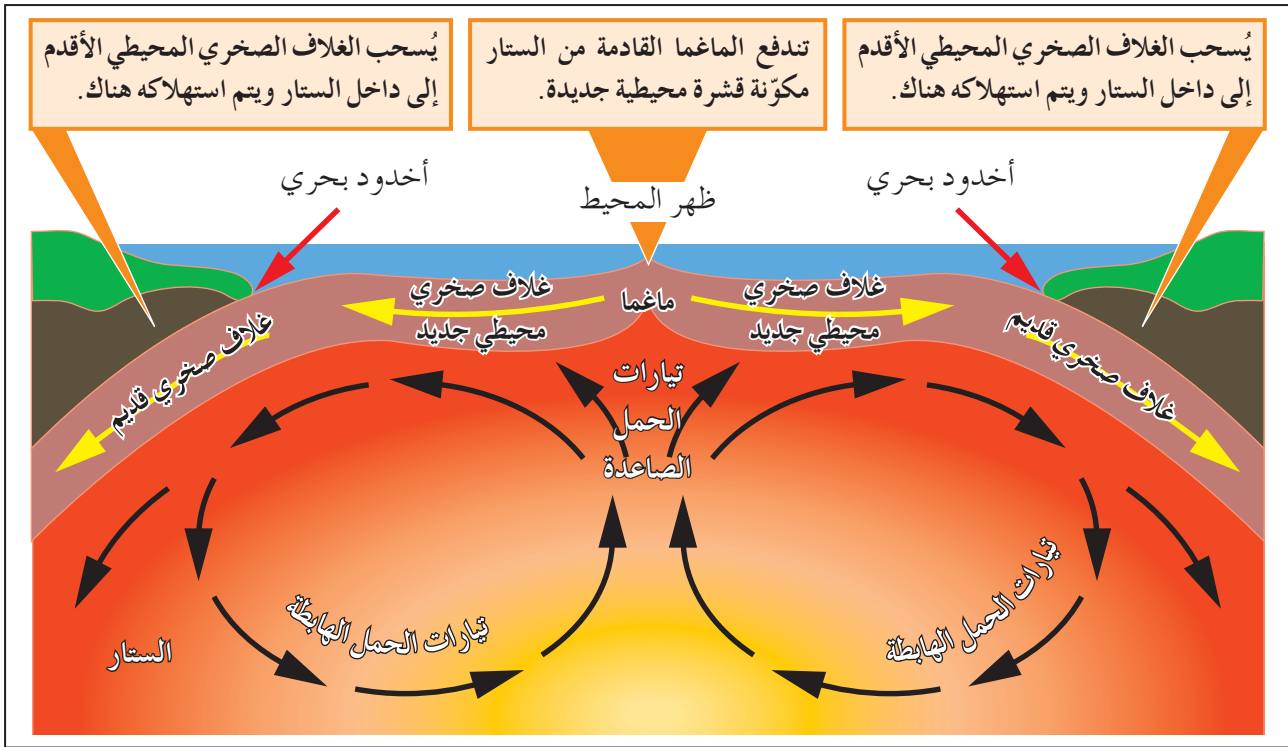 يُسحب الغلاف الصخري المحيطي الأقدم
إلى داخل الستار ويتم استهلاكه هناك.
تندفع الماغما القادمة من الستار
مكوّنة قشرة محيطية جديدة.
يُسحب الغلاف الصخري المحيطي الأقدم
إلى داخل الستار ويتم استهلاكه هناك.
أخدود بحري
ظهر المحيط
أخدود بحري
غلاف صخري
محيطي جديد
ماغما
غلاف صخري
محيطي جديد
غلاف صخري قديم
غلاف صخري قديم
تيارات
الحمل
الصاعدة
تيارات الحمل الهابطة
تيارات الحمل الهابطة
الستار